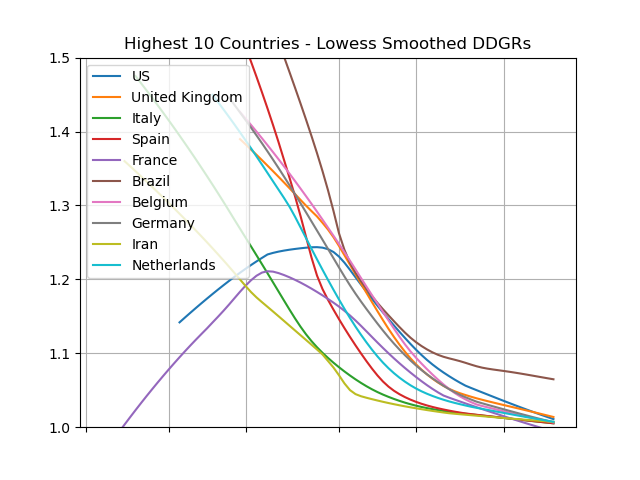 Highest 10 Countries - Lowess Smoothed DDGRs
1.5
1.4
1.3
1.2
1.1
1.0
US
United Kingdom
Italy
Spain
France
Brazil
Belgium
Germany
Iran
Netherlands